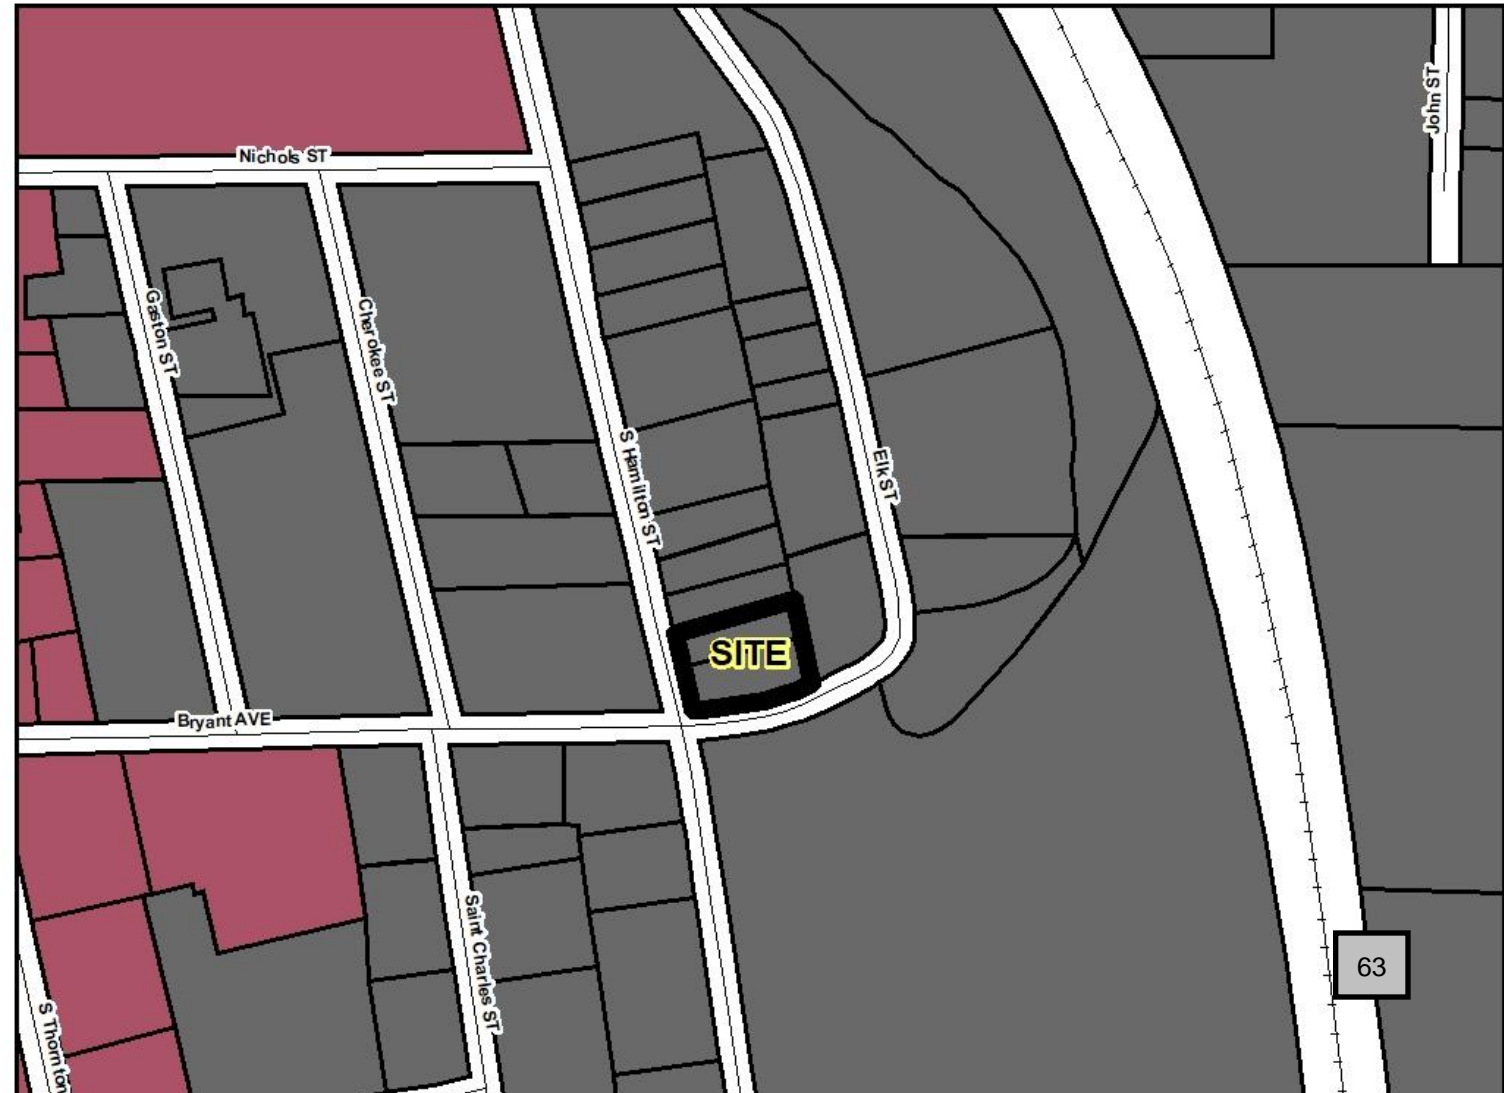 John ST
Nichols ST
Gaston ST
Cherokee ST
S Hamilton ST
Elk ST
SITE
Bryant AVE
Saint Charles ST
63
S Thornton